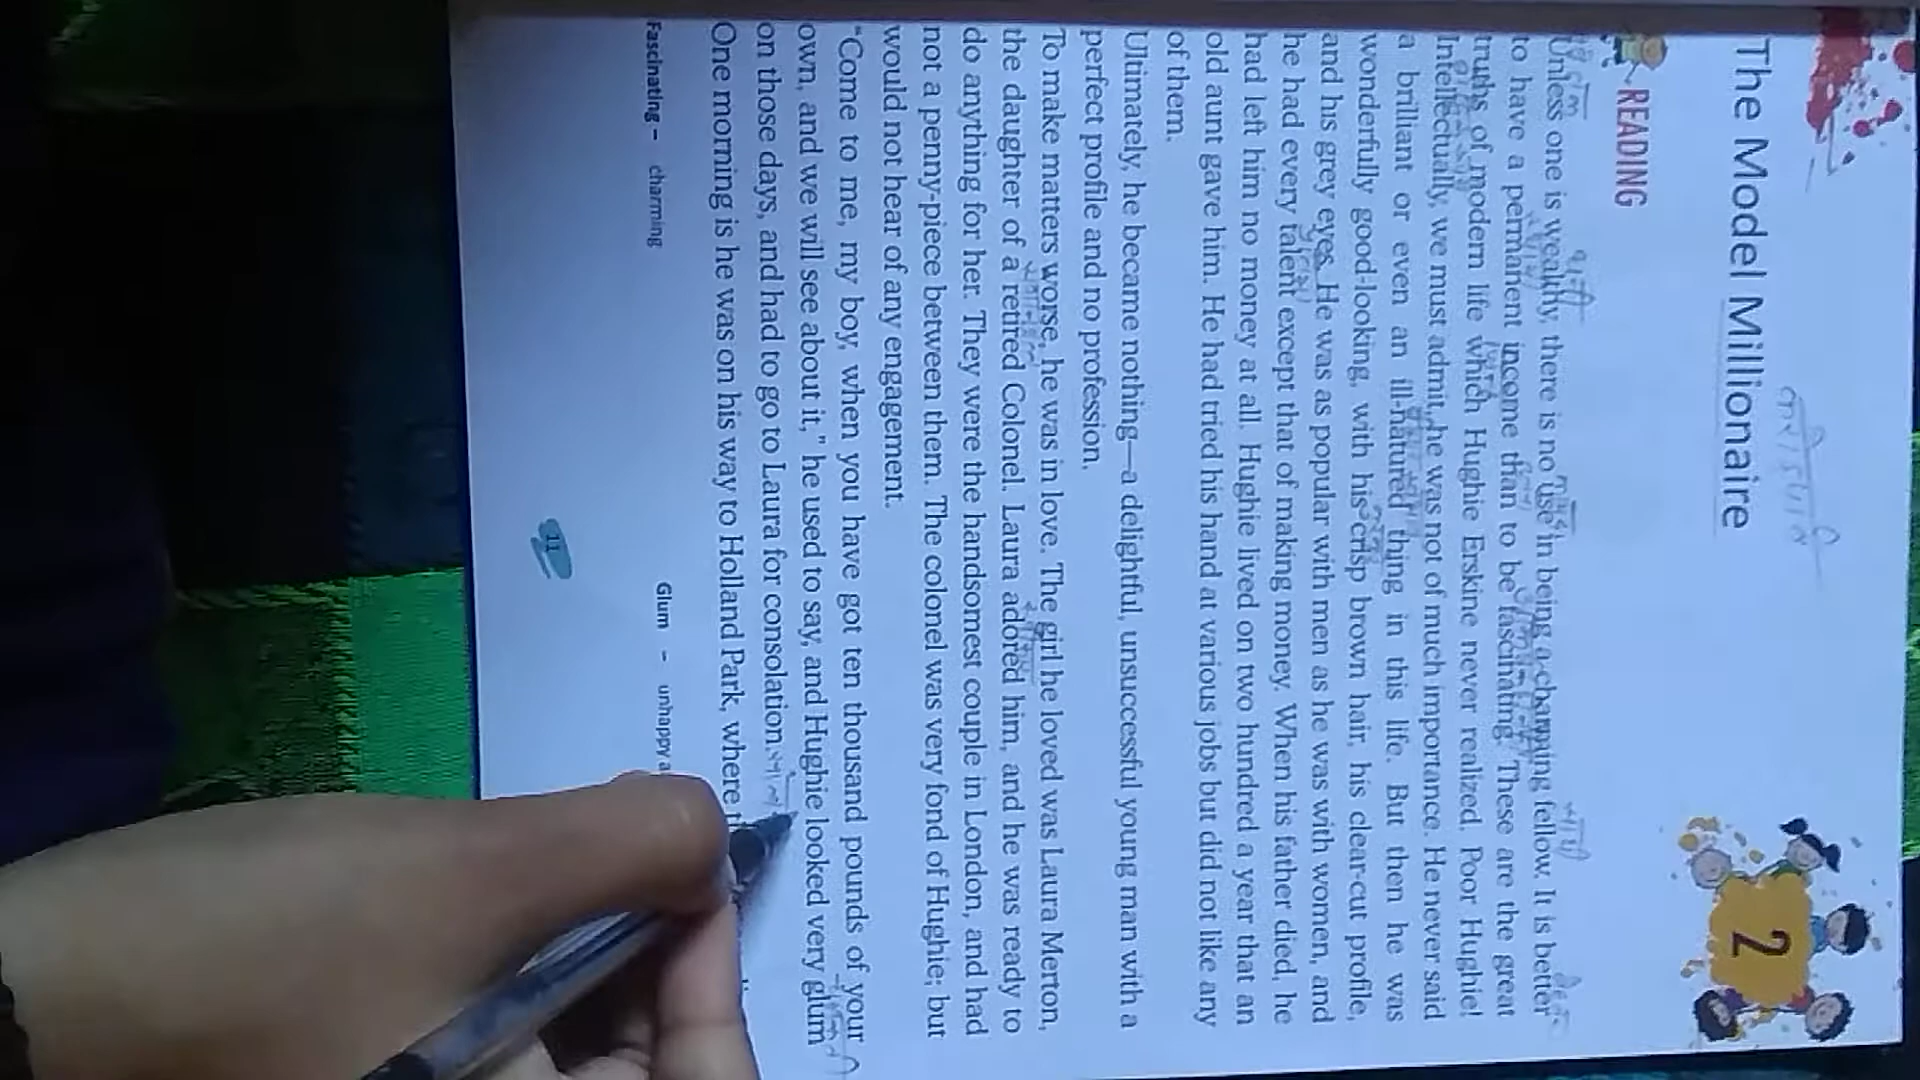 The Model Millionaire
2
READING
Unless one is wealthy, there is no use in being a charming fellow. It is better
to have a permanent income than to be fascinating. These are the great
truths of modern life which Hughie Erskine never realized. Poor Hughie!
Intellectually, we must admit, he was not of much importance. He never said
a brilliant or even an ill-natured thing in this life. But then he was
wonderfully good-looking, with his crisp brown hair, his clear-cut profile,
and his grey eyes. He was as popular with men as he was with women, and
he had every talent except that of making money. When his father died, he
had left him no money at all. Hughie lived on two hundred a year that an
old aunt gave him. He had tried his hand at various jobs but did not like any
of them.
Ultimately, he became nothing—a delightful, unsuccessful young man with a
perfect profile and no profession.
To make matters worse, he was in love. The girl he loved was Laura Merton,
the daughter of a retired Colonel. Laura adored him, and he was ready to
do anything for her. They were the handsomest couple in London, and had
not a penny-piece between them. The colonel was very fond of Hughie; but
would not hear of any engagement.
“Come to me, my boy, when you have got ten thousand pounds of your
own, and we will see about it,” he used to say, and Hughie looked very glum
on those days, and had to go to Laura for consolation.
One morning is he was on his way to Holland Park, where
Fascinating – charming
Glum – unhappy
11